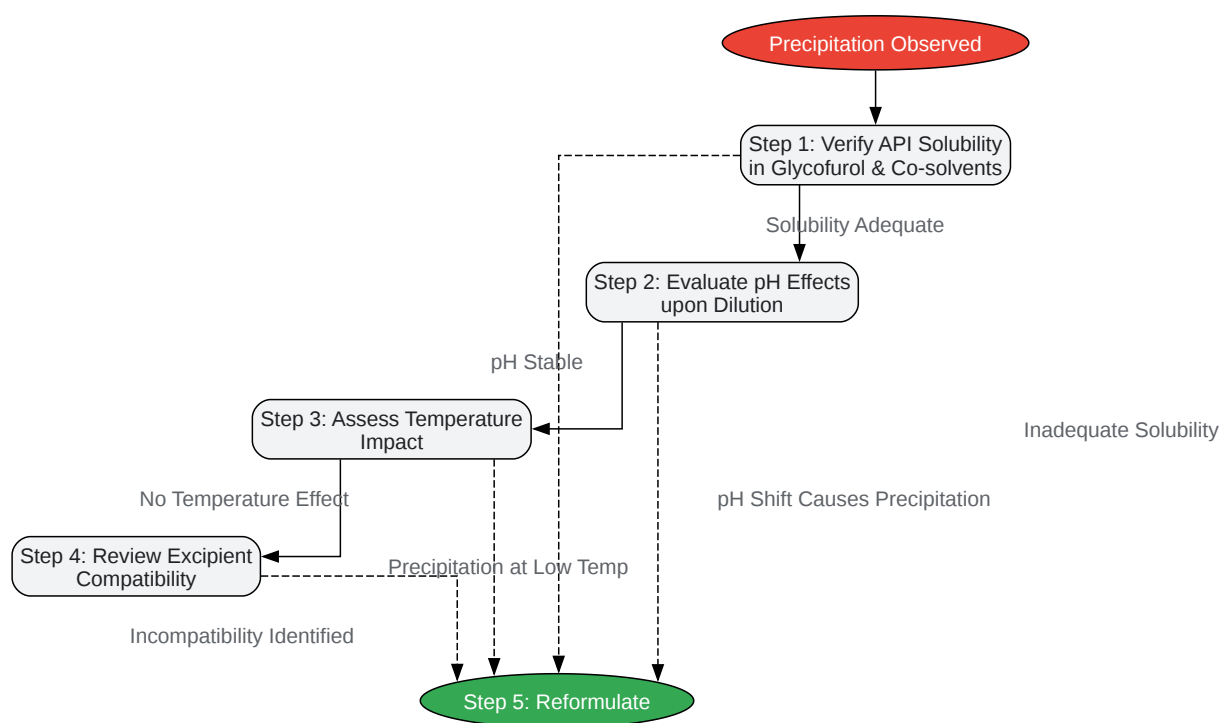 Precipitation Observed
Step 1: Verify API Solubility
in Glycofurol & Co-solvents
Solubility Adequate
Step 2: Evaluate pH Effects
upon Dilution
pH Stable
Step 3: Assess Temperature
Impact
Inadequate Solubility
No Temperature Effect
pH Shift Causes Precipitation
Step 4: Review Excipient
Compatibility
Precipitation at Low Temp
Incompatibility Identified
Step 5: Reformulate